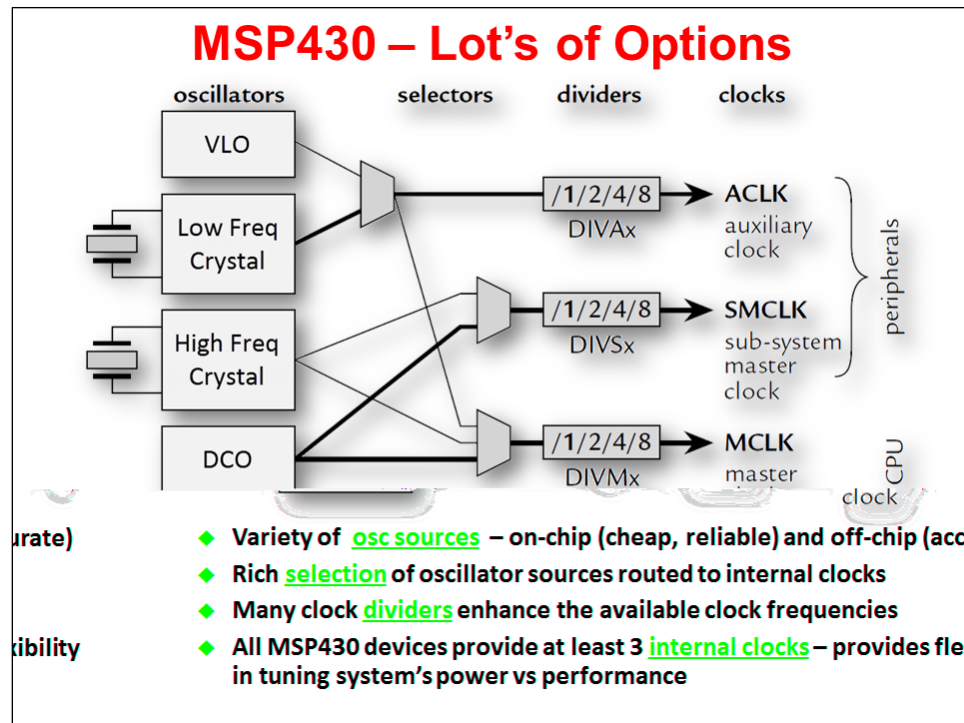 MSP430 – Lot's of Options
oscillators selectors dividers clocks
VLO
Low Freq
Crystal
High Freq
Crystal
DCO
/1/2/4/8
DIVAx
ACLK
auxiliary
clock
/1/2/4/8
DIVSx
SMCLK
sub-system
master
clock
peripherals
/1/2/4/8
DIVMx
MCLK
master
clock
CPU
urate)
◆ Variety of osc sources – on-chip (cheap, reliable) and off-chip (acc
◆ Rich selection of oscillator sources routed to internal clocks
◆ Many clock dividers enhance the available clock frequencies
xibility
◆ All MSP430 devices provide at least 3 internal clocks – provides fle
in tuning system's power vs performance